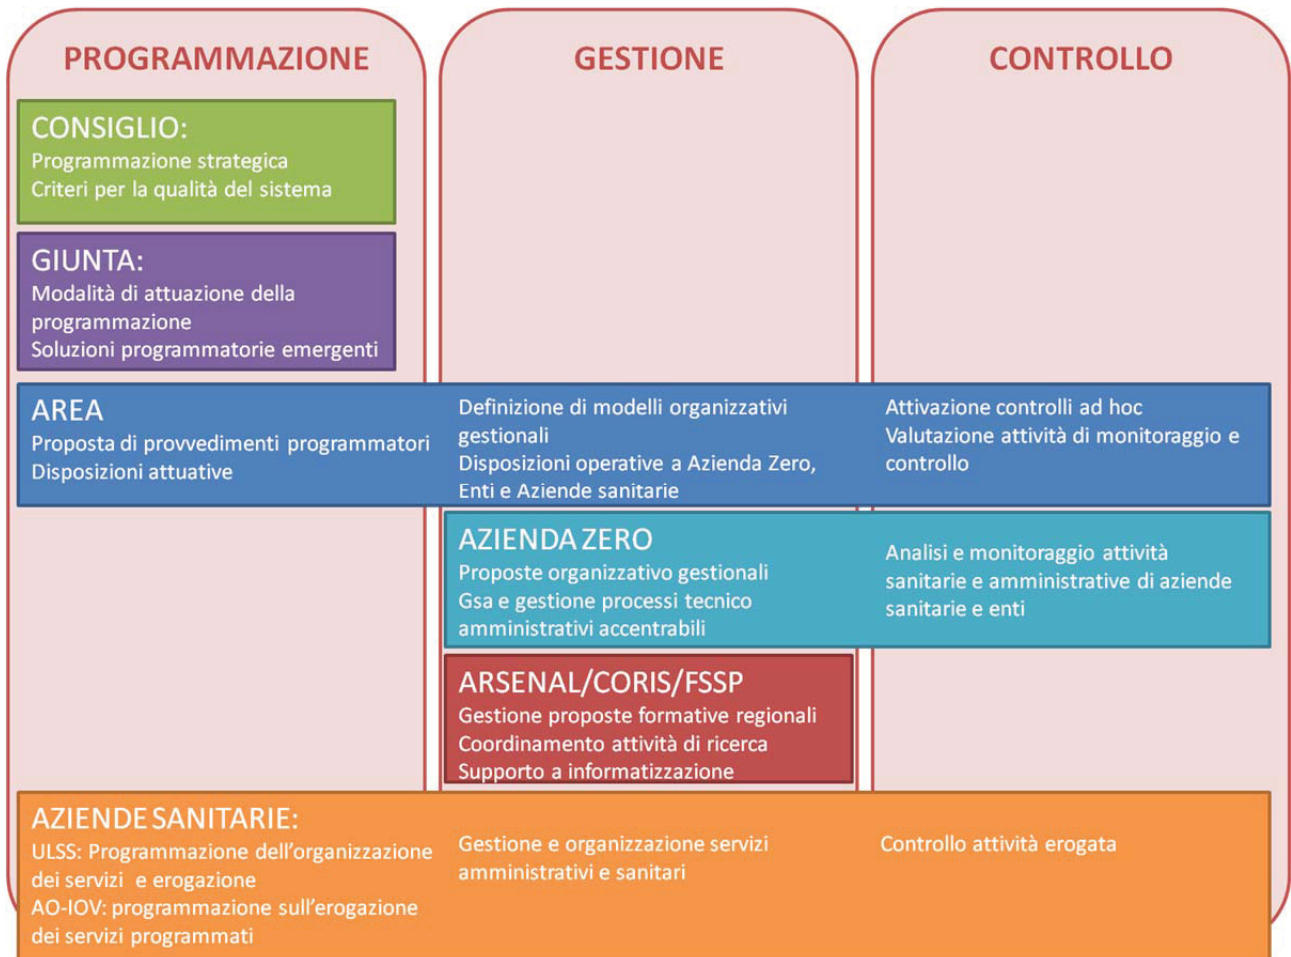 PROGRAMMAZIONE
GESTIONE
CONTROLLO
CONSIGLIO:
Programmazione strategica
Criteri per la qualità del sistema
GIUNTA:
Modalità di attuazione della
programmazione
Soluzioni programmatorie emergenti
AREA
Proposta di provvedimenti programmatori
Disposizioni attuative
Definizione di modelli organizzativi
gestionali
Disposizioni operative a Azienda Zero,
Enti e Aziende sanitarie
Attivazione controlli ad hoc
Valutazione attività di monitoraggio e
controllo
AZIENDA ZERO
Proposte organizzativo gestionali
Gsa e gestione processi tecnico
amministrativi accentrabili
Analisi e monitoraggio attività
sanitarie e amministrative di aziende
sanitarie e enti
ARSENAL/CORIS/FSSP
Gestione proposte formative regionali
Coordinamento attività di ricerca
Supporto a informatizzazione
AZIENDE SANITARIE:
ULSS: Programmazione dell'organizzazione
dei servizi e erogazione
AO-IOV: programmazione sull'erogazione
dei servizi programmati
Gestione e organizzazione servizi
amministrativi e sanitari
Controllo attività erogata